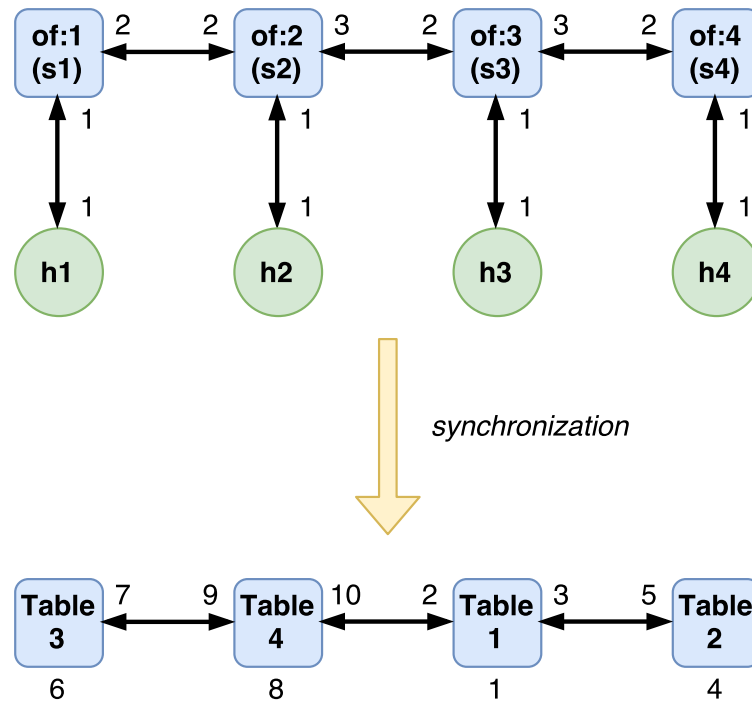 of:1
(s1)
2
2
of:2
(s2)
3
2
of:3
(s3)
3
2
of:4
(s4)
1
1
1
1
1
1
1
1
h1
h2
h3
h4
synchronization
Table
3
7
9
Table
4
10
2
Table
1
3
5
Table
2
6
8
1
4